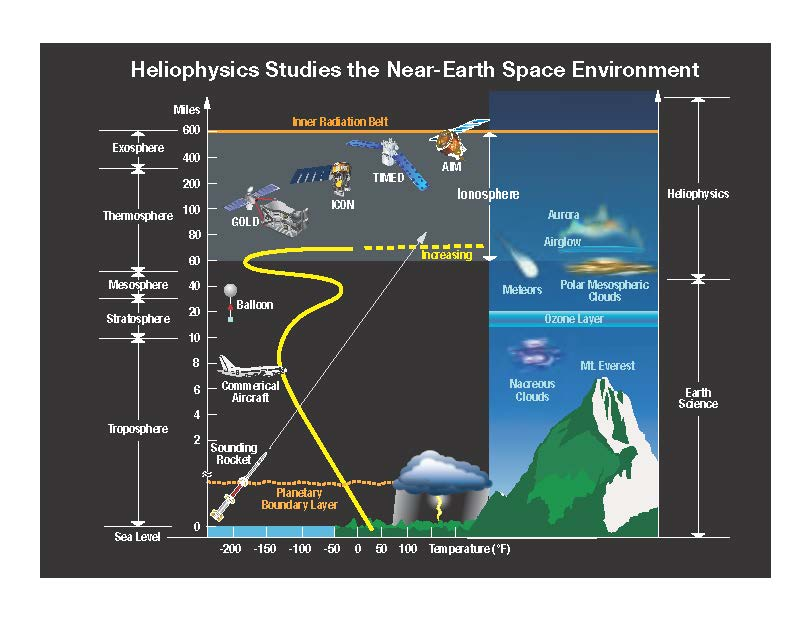 Heliophysics Studies the Near-Earth Space Environment
Miles
600
400
200
100
80
60
40
20
10
8
6
4
2
0
Exosphere
Thermosphere
Mesosphere
Stratosphere
Troposphere
Sea Level
Inner Radiation Belt
AIM
TIMED
ICON
GOLD
Ionosphere
Increasing
Balloon
Commerical
Aircraft
Sounding
Rocket
Planetary
Boundary Layer
-200
-150
-100
-50
0
50
100
Temperature (°F)
Aurora
Airglow
Meteors
Polar Mesospheric
Clouds
Ozone Layer
Nacreous
Clouds
Mt. Everest
Heliophysics
Earth
Science